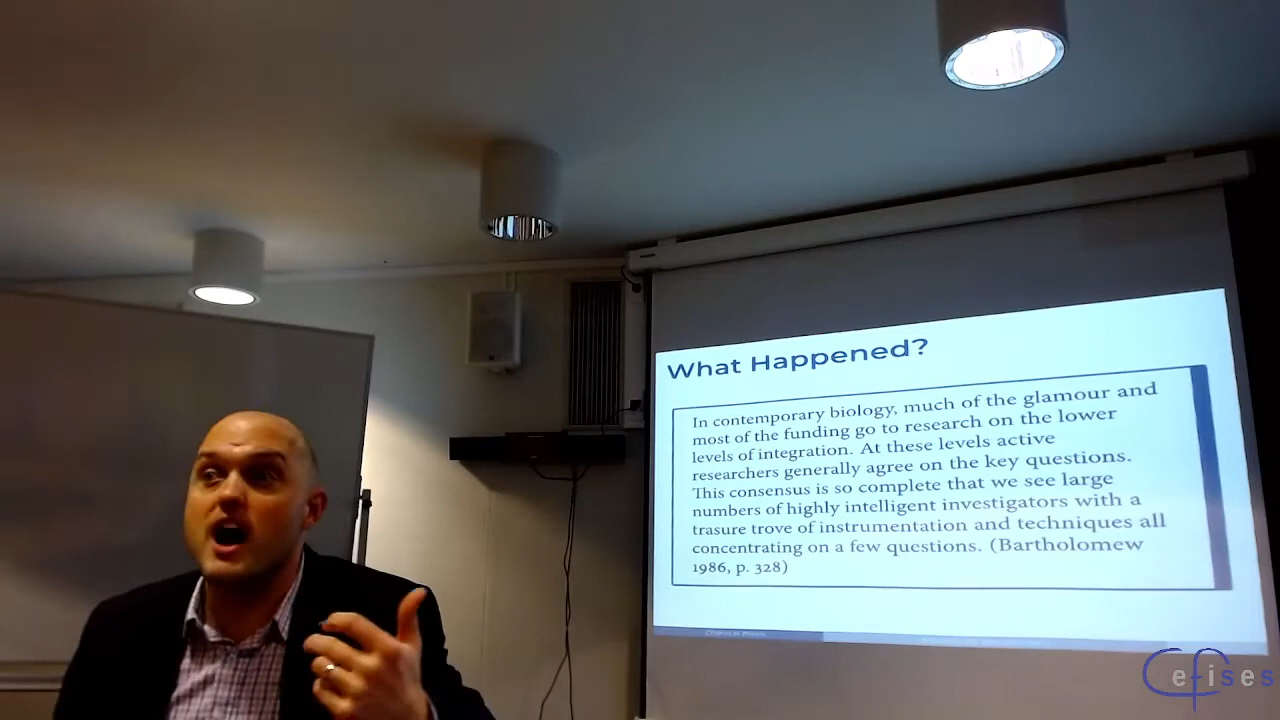 What Happened?
In contemporary biology, much of the glamour and
most of the funding go to research on the lower
levels of integration. At these levels active
researchers generally agree on the key questions.
This consensus is so complete that we see large
numbers of highly intelligent investigators with a
trasure trove of instrumentation and techniques all
concentrating on a few questions. (Bartholomew
1986, p. 328)
Cefises